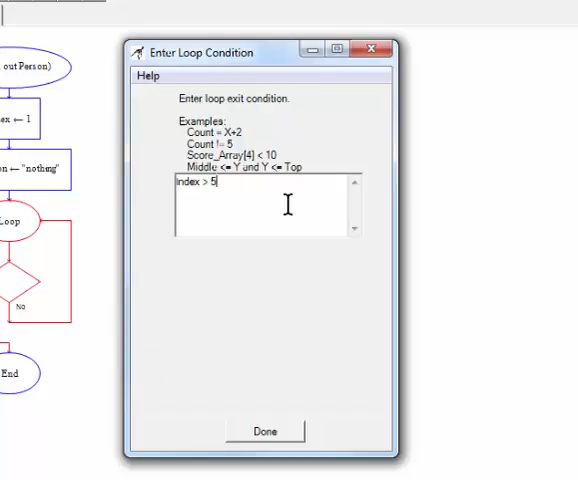 out Person)
ex ← 1
on ← "nothing"
Loop
No
End
Enter Loop Condition
Help
Enter loop exit condition.
Examples:
Count = X+2
Count != 5
Score_Array[4] < 10
Middle <= Y and Y <= Top
Index > 5
Done